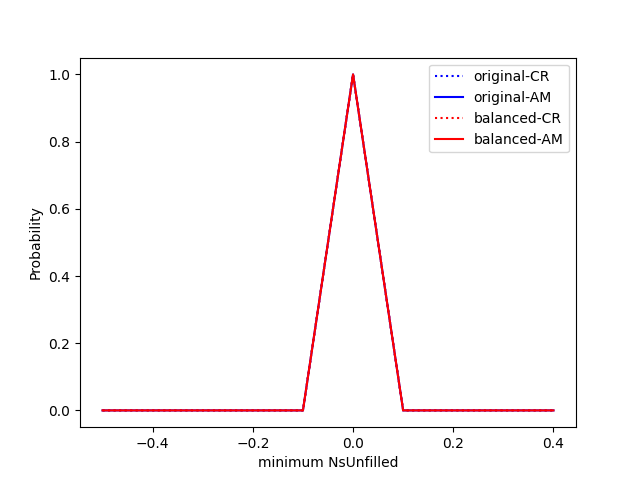 original-CR
original-AM
balanced-CR
balanced-AM
1.0
0.8
0.6
0.4
0.2
0.0
Probability
−0.4 −0.2 0.0 0.2 0.4
minimum NsUnfilled